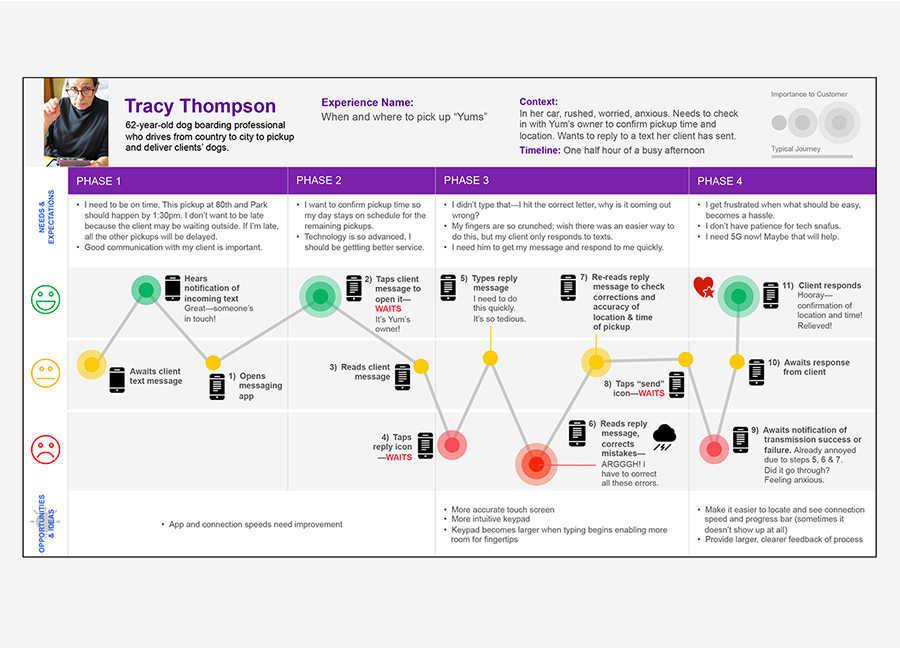 Tracy Thompson
62-year-old dog boarding professional
who drives from country to city to pickup
and deliver clients' dogs.
Experience Name:
When and where to pick up “Yums”
Context:
In her car, rushed, worried, anxious. Needs to check
in with Yum's owner to confirm pickup time and
location. Wants to reply to a text her client has sent.
Timeline: One half hour of a busy afternoon
Importance to Customer
Typical Journey
PHASE 1
PHASE 2
PHASE 3
PHASE 4
NEEDS &
EXPECTATIONS
• I need to be on time. This pickup at 80th and Park
should happen by 1:30pm. I don't want to be late
because the client may be waiting outside. If I'm late,
all the other pickups will be delayed.
• Good communication with my client is important.
• I want to confirm pickup time so
my day stays on schedule for the
remaining pickups.
• Technology is so advanced, I
should be gettting better service.
• I didn't type that—I hit the correct letter, why is it coming out
wrong?
• My fingers are so crunched; wish there was an easier way to
do this, but my client only responds to texts.
• I need him to get my message and respond to me quickly.
• I get frustrated when what should be easy,
becomes a hassle.
• I don't have patience for tech snafus.
• I need 5G now! Maybe that will help.
Hears
notification of
incoming text
Great—someone's
in touch!
2) Taps client
message to
open it—
WAITS
It's Yum's
owner!
5) Types reply
message
I need to do
this quickly.
It's so tedious.
7) Re-reads reply
message to check
corrections and
accuracy of
location & time
of pickup
11) Client responds
Hooray—
confirmation of
location and time!
Relieved!
Awaits client
text message
1) Opens
messaging
app
3) Reads client
message
8) Taps “send”
icon—WAITS
10) Awaits response
from client
4) Taps
reply icon
—WAITS
6) Reads reply
message,
corrects
mistakes—
ARGGGH! I
have to correct
all these errors.
9) Awaits notification of
transmission success or
failure. Already annoyed
due to steps 5, 6 & 7.
Did it go through?
Feeling anxious.
OPPORTUNITIES
& IDEAS
• App and connection speeds need improvement
• More accurate touch screen
• More intuitive keypad
• Keypad becomes larger when typing begins enabling more
room for fingertips
• Make it easier to locate and see connection
speed and progress bar (sometimes it
doesn't show up at all)
• Provide larger, clearer feedback of process